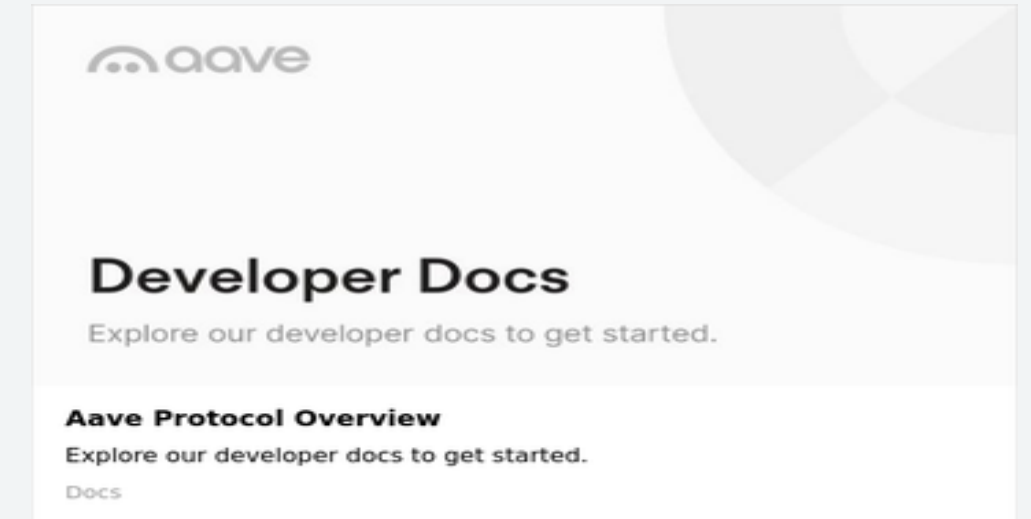 aave
Developer Docs
Explore our developer docs to get started.
Aave Protocol Overview
Explore our developer docs to get started.
Docs